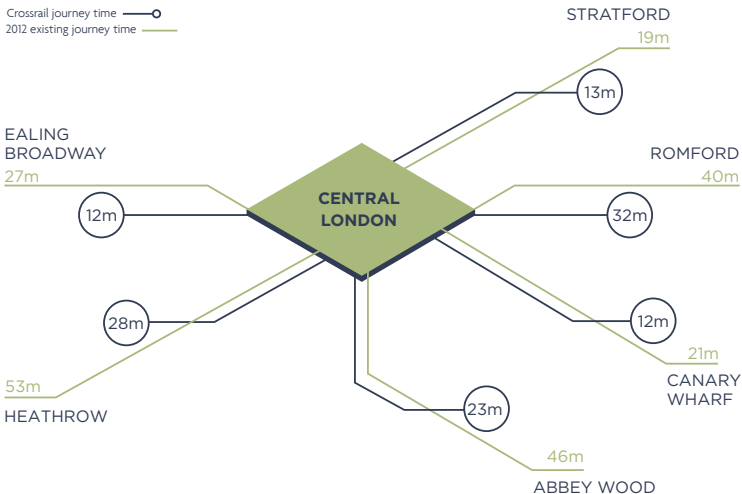 Crossrail journey time
2012 existing journey time
STRATFORD
19m
13m
EALING
BROADWAY
27m
12m
ROMFORD
40m
32m
CENTRAL
LONDON
28m
53m
HEATHROW
12m
21m
CANARY
WHARF
23m
46m
ABBEY WOOD